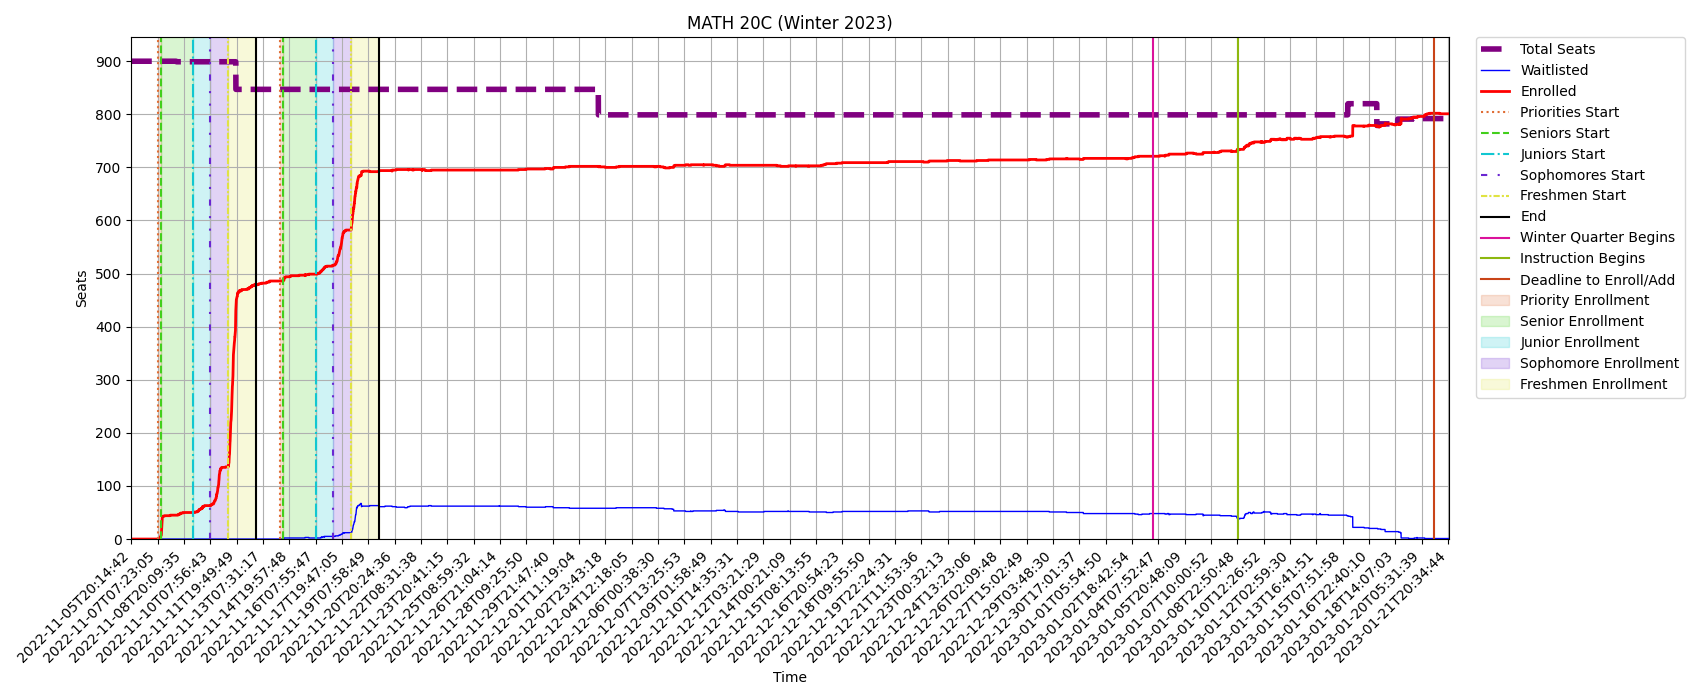 MATH 20C (Winter 2023)
Seats
900
800
700
600
500
400
300
200
100
0
2022-11-05T20:14:42
2022-11-07T07:23:05
2022-11-08T20:09:35
2022-11-10T07:56:43
2022-11-11T19:49:49
2022-11-13T07:31:17
2022-11-14T19:57:48
2022-11-16T07:55:47
2022-11-17T19:47:05
2022-11-19T07:58:49
2022-11-20T20:24:36
2022-11-22T08:31:38
2022-11-23T20:41:15
2022-11-25T08:59:32
2022-11-26T21:04:14
2022-11-28T09:25:50
2022-11-29T21:47:40
2022-12-01T11:19:04
2022-12-02T23:43:18
2022-12-04T12:18:05
2022-12-06T00:38:30
2022-12-07T13:25:53
2022-12-09T01:58:49
2022-12-10T14:35:31
2022-12-12T03:21:29
2022-12-14T00:21:09
2022-12-15T08:13:55
2022-12-16T20:54:23
2022-12-18T09:55:50
2022-12-19T22:24:31
2022-12-21T11:53:36
2022-12-23T00:32:13
2022-12-24T13:23:06
2022-12-26T02:09:48
2022-12-27T15:02:49
2022-12-29T03:48:30
2022-12-30T17:01:37
2023-01-01T05:54:50
2023-01-02T18:42:54
2023-01-04T07:52:47
2023-01-05T20:48:09
2023-01-07T10:00:52
2023-01-08T22:50:48
2023-01-10T12:26:52
2023-01-12T02:59:30
2023-01-13T16:41:51
2023-01-15T07:51:58
2023-01-16T22:40:10
2023-01-18T14:07:03
2023-01-20T05:31:39
2023-01-21T20:34:44
Time
Total Seats
Waitlisted
Enrolled
Priorities Start
Seniors Start
Juniors Start
Sophomores Start
Freshmen Start
End
Winter Quarter Begins
Instruction Begins
Deadline to Enroll/Add
Priority Enrollment
Senior Enrollment
Junior Enrollment
Sophomore Enrollment
Freshmen Enrollment